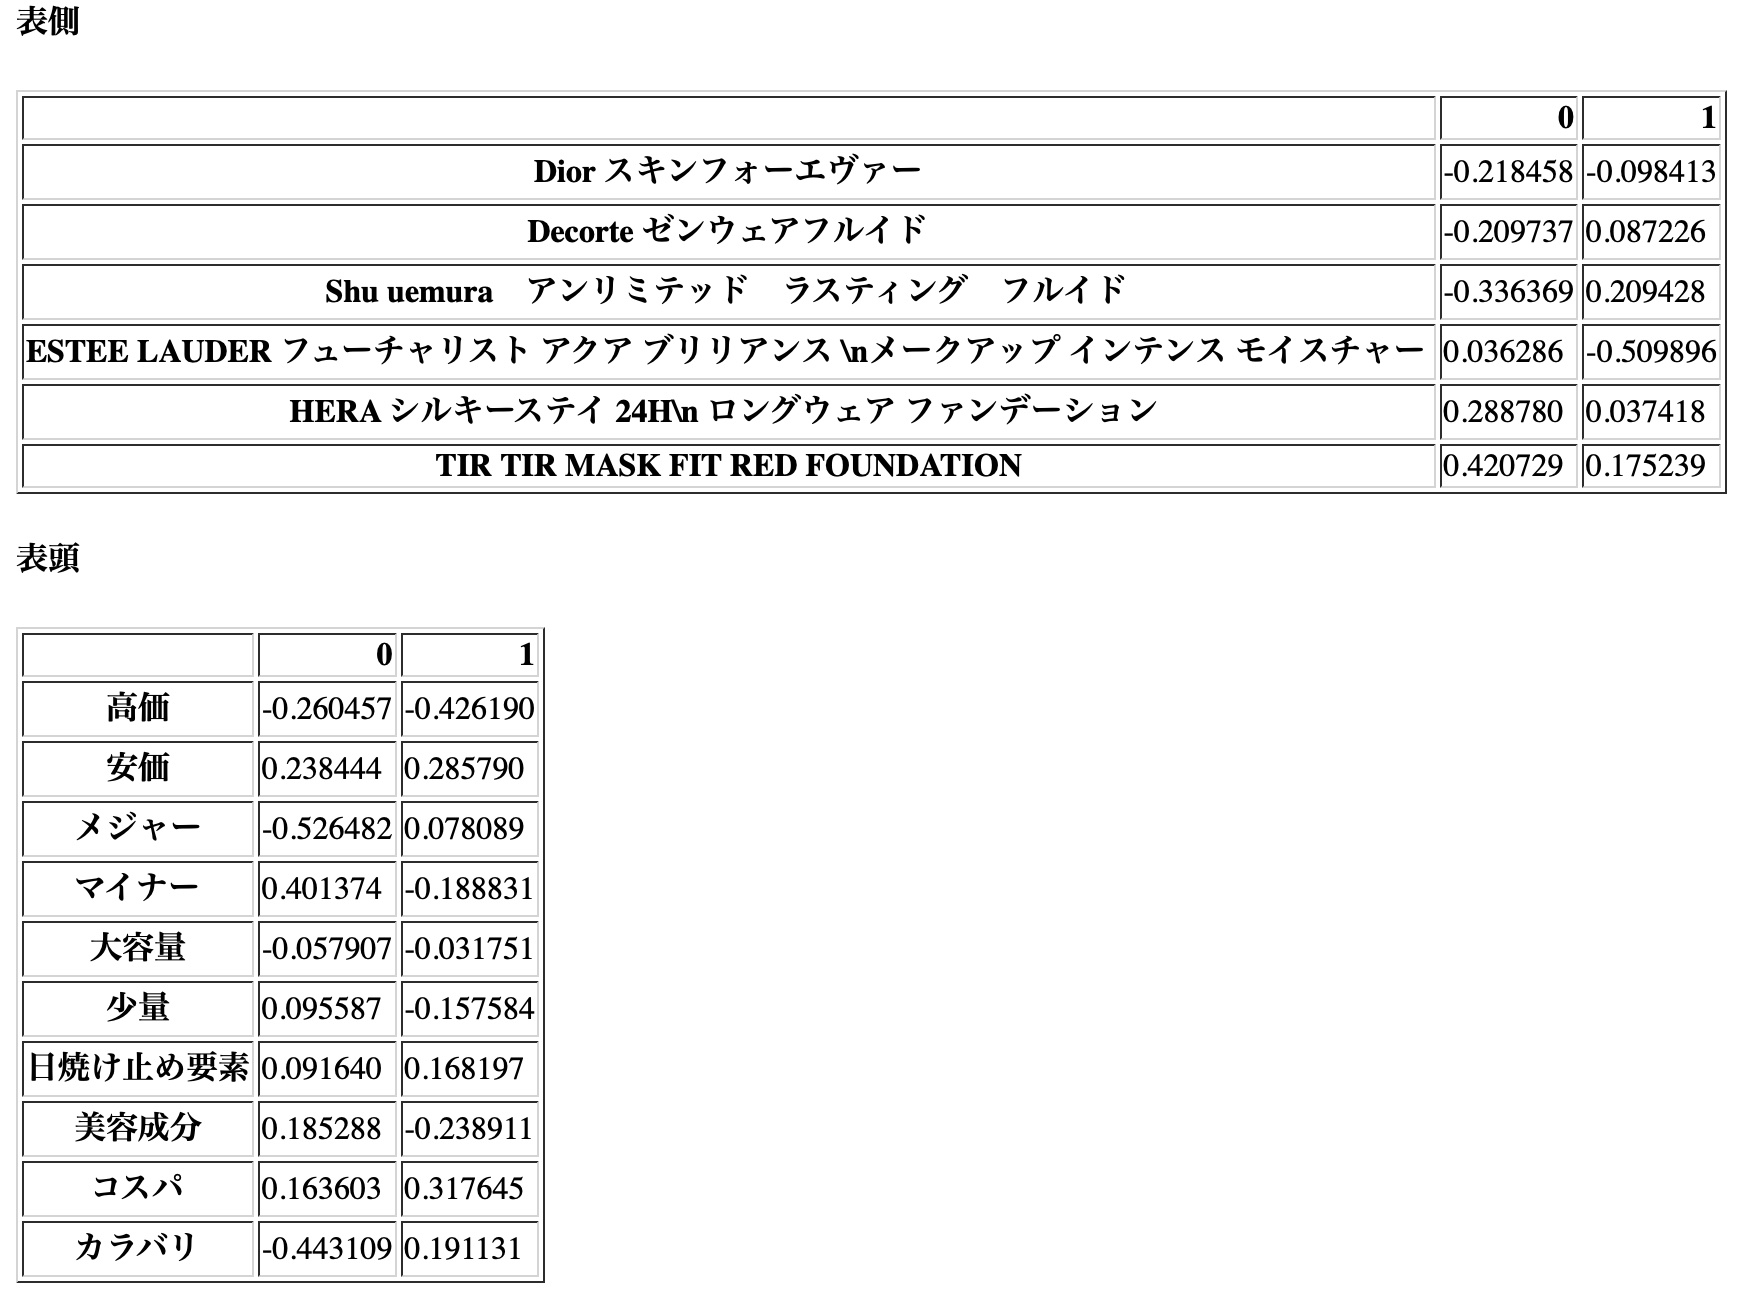 表側
0 1
Dior スキンフォーエヴァー -0.218458 -0.098413
Decorte ゼンウェアフルイド -0.209737 0.087226
Shu uemura　アンリミテッド　ラスティング　フルイド -0.336369 0.209428
ESTEE LAUDER フューチャリスト アクア ブリリアンス \nメークアップ インテンス モイスチャー 0.036286 -0.509896
HERA シルキーステイ 24H\n ロングウェア ファンデーション 0.288780 0.037418
TIR TIR MASK FIT RED FOUNDATION 0.420729 0.175239
表頭
0 1
高価 -0.260457 -0.426190
安価 0.238444 0.285790
メジャー -0.526482 0.078089
マイナー 0.401374 -0.188831
大容量 -0.057907 -0.031751
少量 0.095587 -0.157584
日焼け止め要素 0.091640 0.168197
美容成分 0.185288 -0.238911
コスパ 0.163603 0.317645
カラバリ -0.443109 0.191131